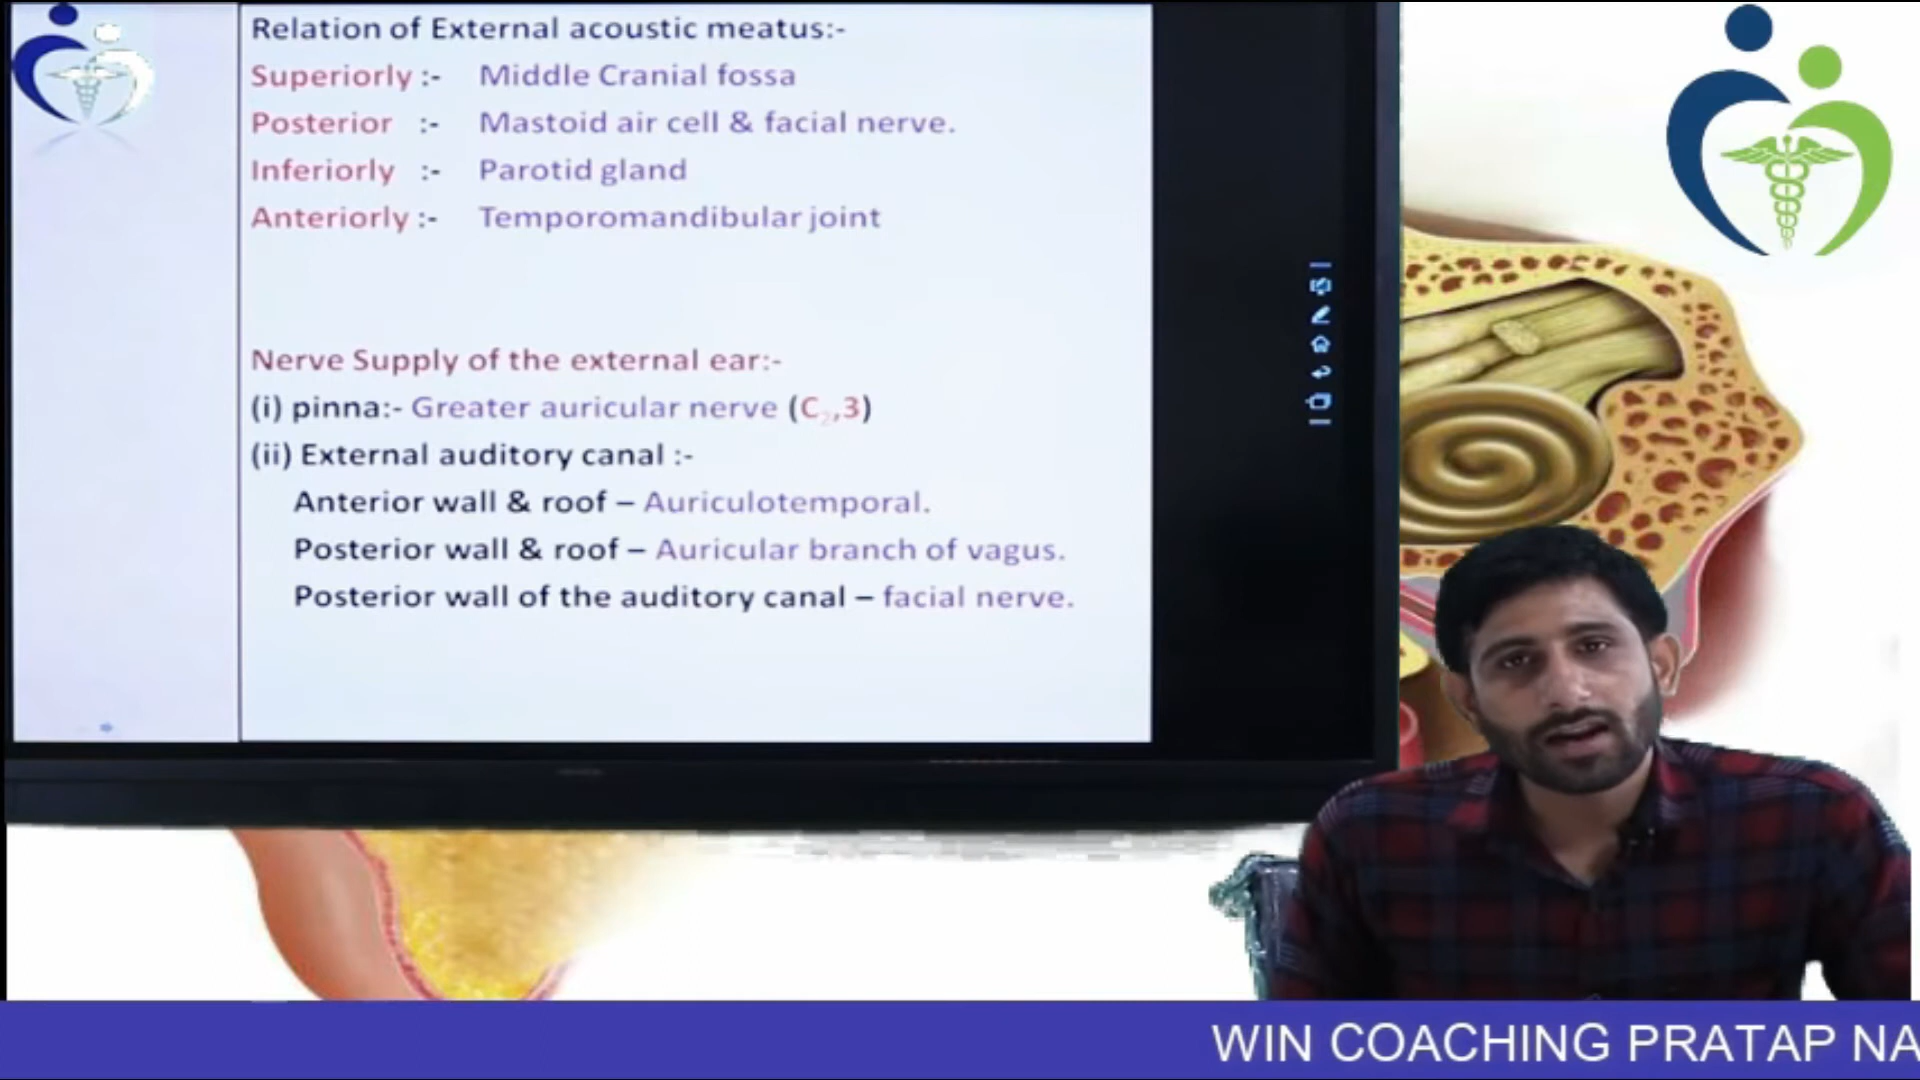 Relation of External acoustic meatus:-
Superiorly :- Middle Cranial fossa
Posterior :- Mastoid air cell & facial nerve.
Inferiorly :- Parotid gland
Anteriorly :- Temporomandibular joint
Nerve Supply of the external ear:-
(i) pinna:- Greater auricular nerve (C₂,3)
(ii) External auditory canal :-
Anterior wall & roof – Auriculotemporal.
Posterior wall & roof – Auricular branch of vagus.
Posterior wall of the auditory canal – facial nerve.
WIN COACHING PRATAP NA